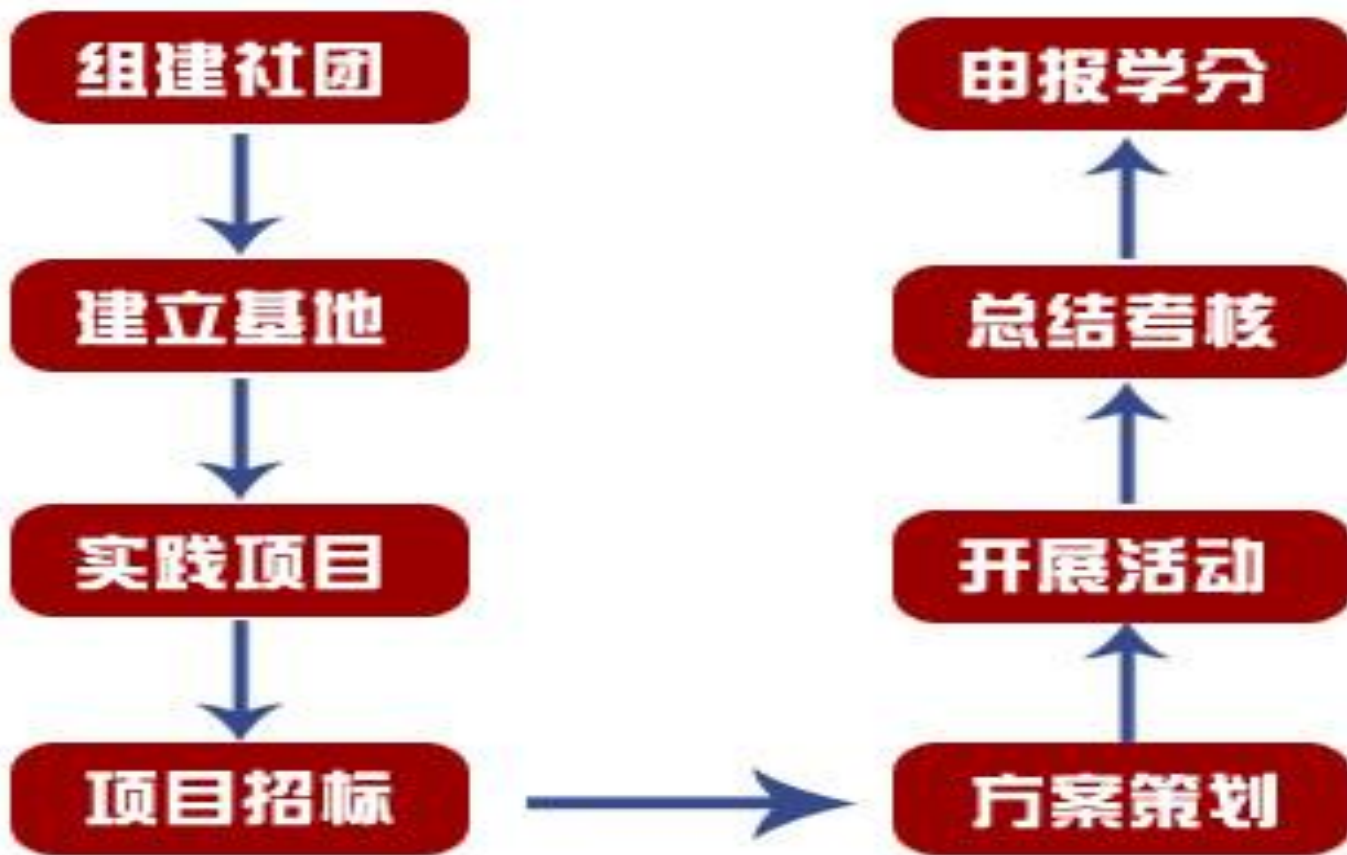 组建社团
建立基地
实践项目
项目招标
方案策划
开展活动
总结考核
申报学分